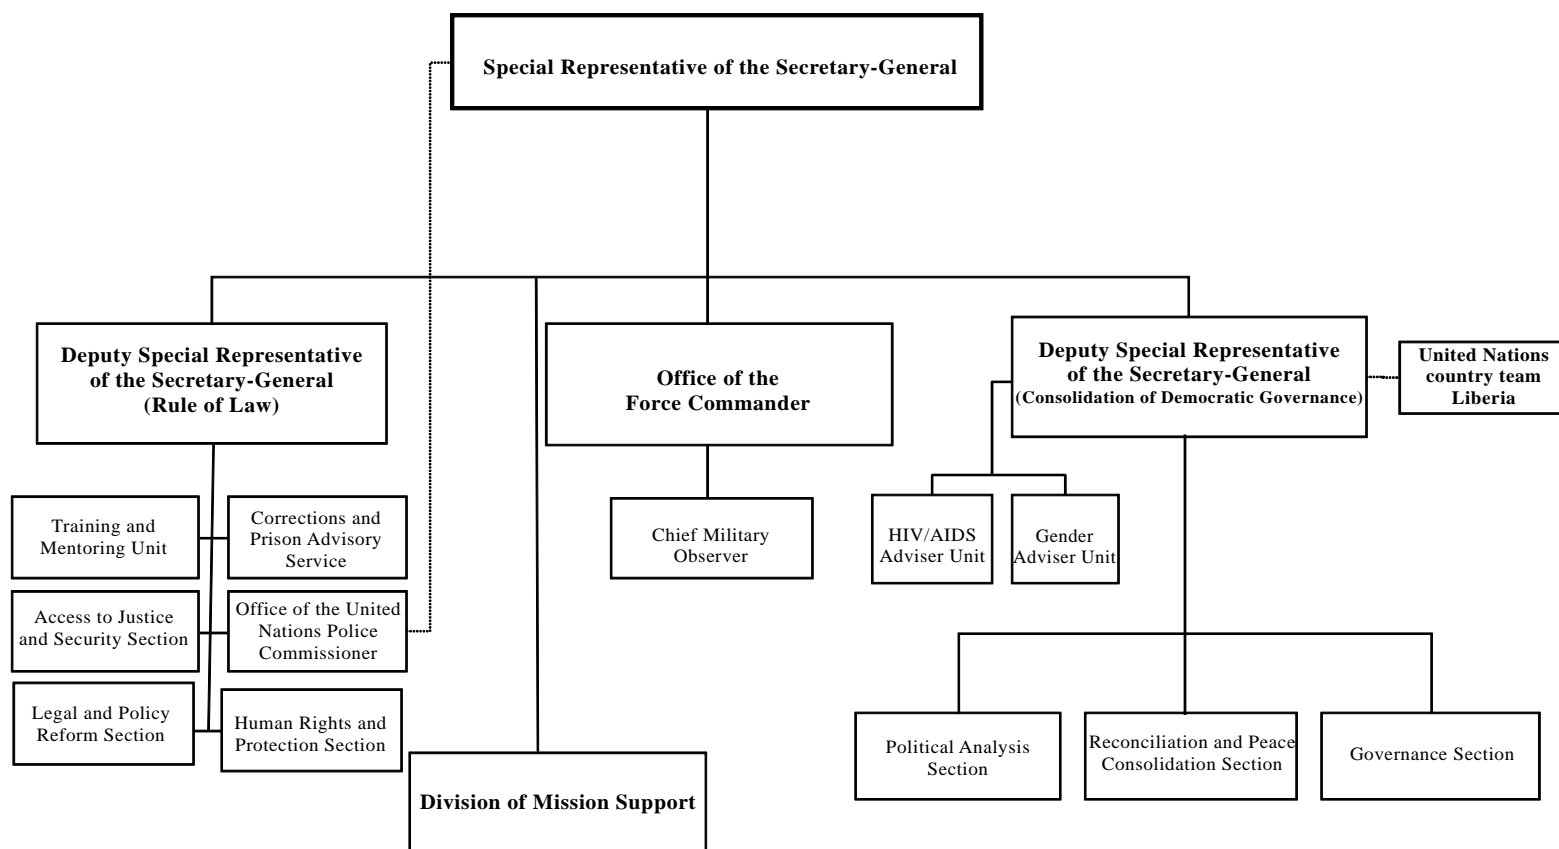 Special Representative of the Secretary-General
Deputy Special Representative
of the Secretary-General
(Rule of Law)
Office of the
Force Commander
Deputy Special Representative
of the Secretary-General
(Consolidation of Democratic Governance)
United Nations
country team
Liberia
Training and
Mentoring Unit
Corrections and
Prison Advisory
Service
Chief Military
Observer
HIV/AIDS
Adviser Unit
Gender
Adviser Unit
Access to Justice
and Security Section
Office of the United
Nations Police
Commissioner
Legal and Policy
Reform Section
Human Rights and
Protection Section
Political Analysis
Section
Reconciliation and Peace
Consolidation Section
Governance Section
Division of Mission Support